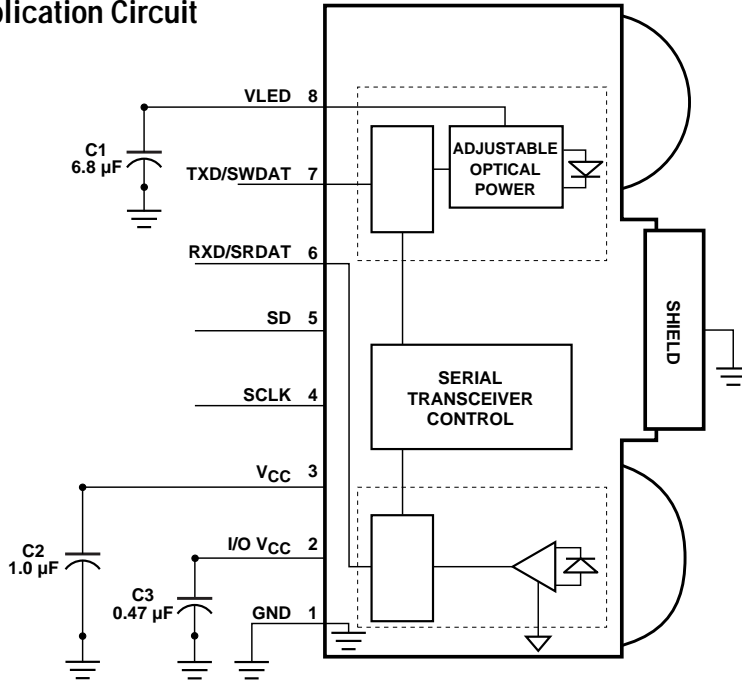 plication Circuit
VLED 8
C1
6.8 µF
TXD/SWDAT 7
ADJUSTABLE
OPTICAL
POWER
RXD/SRDAT 6
SD 5
SCLK 4
SERIAL
TRANSCEIVER
CONTROL
SHIELD
VCC 3
C2
1.0 µF
I/O VCC 2
C3
0.47 µF
GND 1